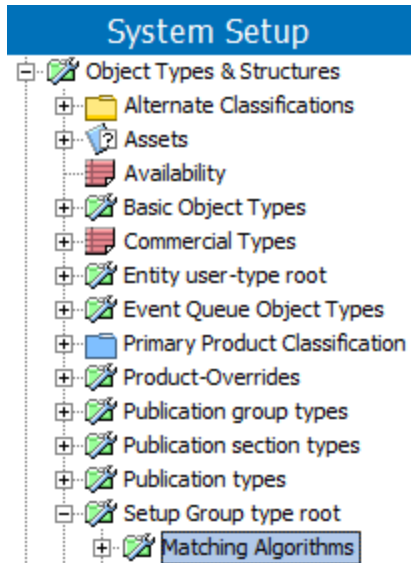 System Setup
Object Types & Structures
Alternate Classifications
Assets
Availability
Basic Object Types
Commercial Types
Entity user-type root
Event Queue Object Types
Primary Product Classification
Product-Overrides
Publication group types
Publication section types
Publication types
Setup Group type root
Matching Algorithms